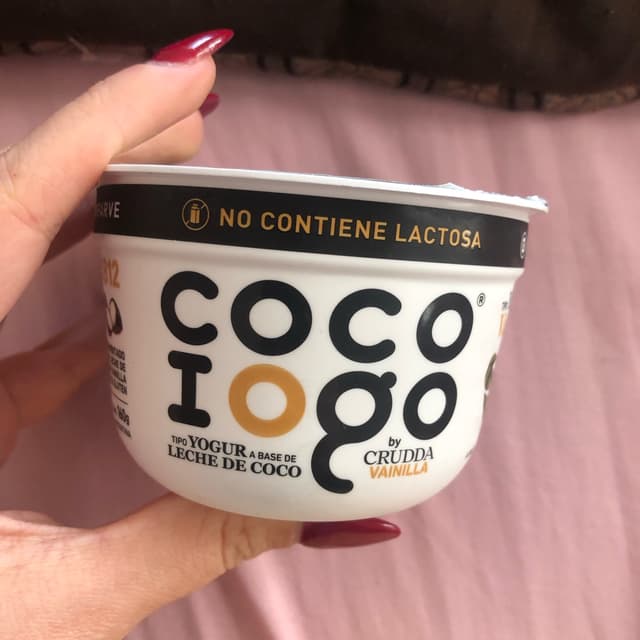 NO CONTIENE LACTOSA
COCO®
IOgO
TIPO YOGUR A BASE DE
LECHE DE COCO
by
CRUDDA
VAINILLA